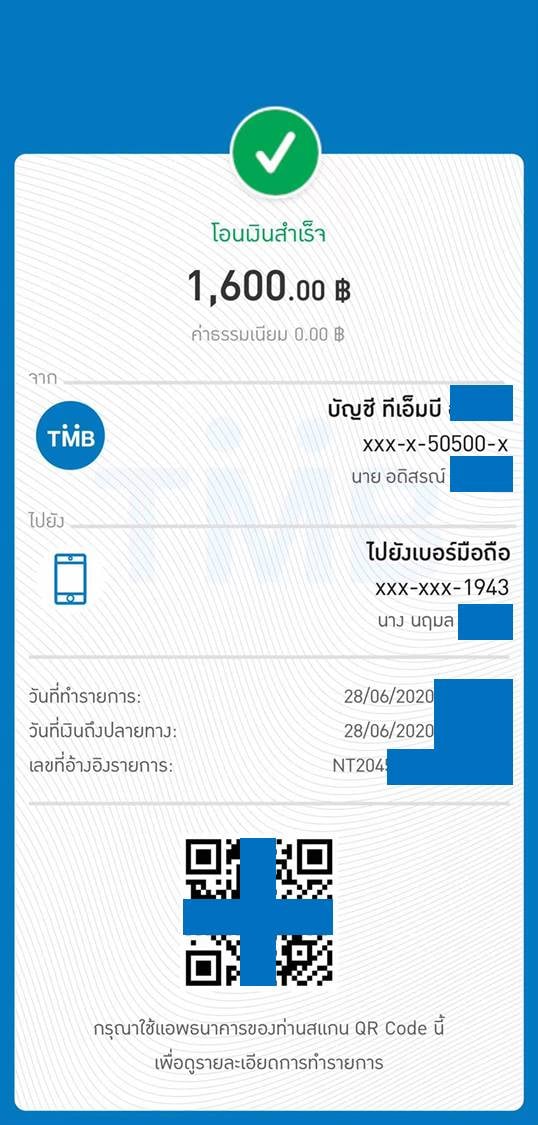 โอนเงินสำเร็จ
1,600.00 ฿
ค่าธรรมเนียม 0.00 ฿
จาก
TMB
บัญชี ทีเอ็มบี
xxx-x-50500-x
นาย อดิสรณ์
ไปยัง
ไปยังเบอร์มือถือ
xxx-xxx-1943
นาง นฤมล
วันที่ทำรายการ: 28/06/2020
วันที่เงินถึงปลายทาง: 28/06/2020
เลขที่อ้างอิงรายการ: NT2045
กรุณาใช้แอพธนาคารของท่านสแกน QR Code นี้
เพื่อดูรายละเอียดการทำรายการ